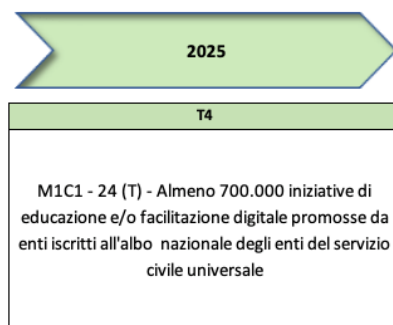 2025
T4
M1C1 - 24 (T) - Almeno 700.000 iniziative di
educazione e/o facilitazione digitale promosse da
enti iscritti all'albo nazionale degli enti del servizio
civile universale